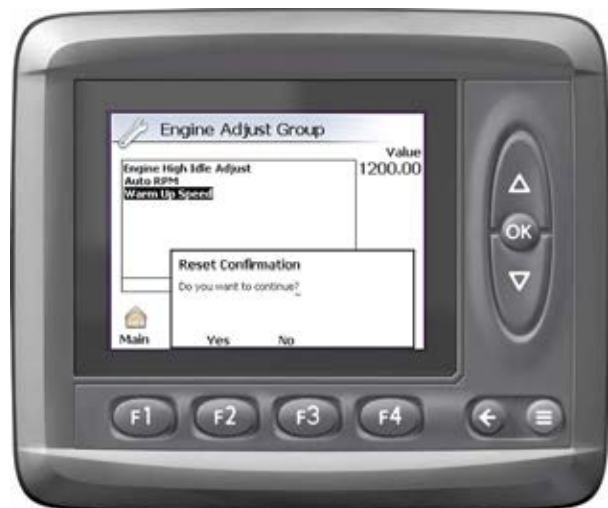 Engine Adjust Group
Value
Engine High Idle Adjust
1200.00
Auto RPM
Warm Up Speed
Reset Confirmation
Do you want to continue?
Main
Yes
No
OK
F1
F2
F3
F4